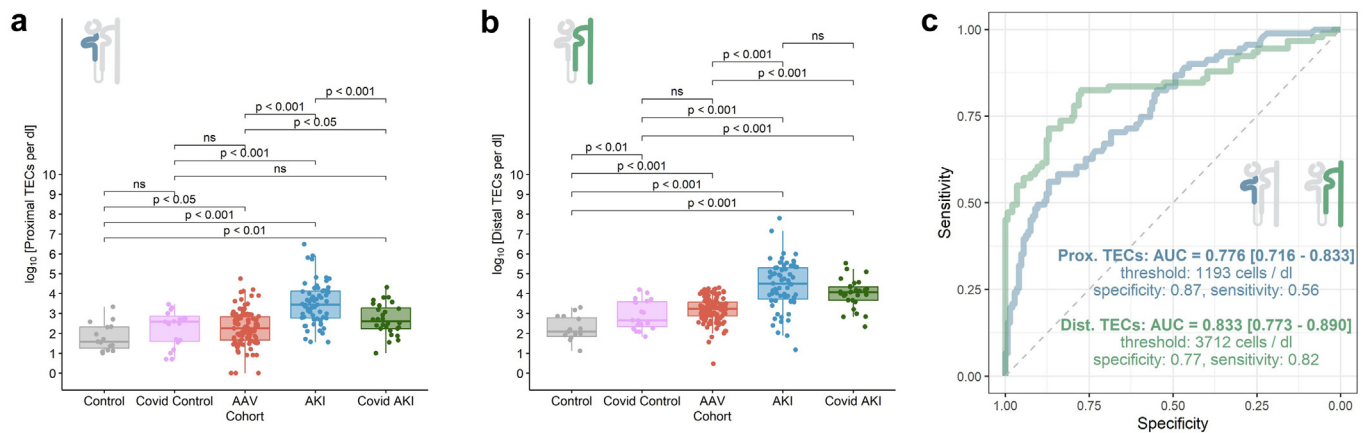 a
log10 [Proximal TECs per dl]
10
9
8
7
6
5
4
3
2
1
0
p < 0.001
p < 0.001
p < 0.05
ns
p < 0.001
ns
ns
p < 0.05
p < 0.001
p < 0.01
Control
Covid Control
AAV
AKI
Covid AKI
Cohort
b
log10 [Distal TECs per dl]
10
9
8
7
6
5
4
3
2
1
0
ns
p < 0.001
p < 0.001
ns
p < 0.001
p < 0.001
p < 0.01
p < 0.001
p < 0.001
p < 0.001
Control
Covid Control
AAV
AKI
Covid AKI
Cohort
c
Sensitivity
1.00
0.75
0.50
0.25
0.00
Prox. TECs: AUC = 0.776 [0.716 - 0.833]
threshold: 1193 cells / dl
specificity: 0.87, sensitivity: 0.56
Dist. TECs: AUC = 0.833 [0.773 - 0.890]
threshold: 3712 cells / dl
specificity: 0.77, sensitivity: 0.82
1.00
0.75
0.50
0.25
0.00
Specificity